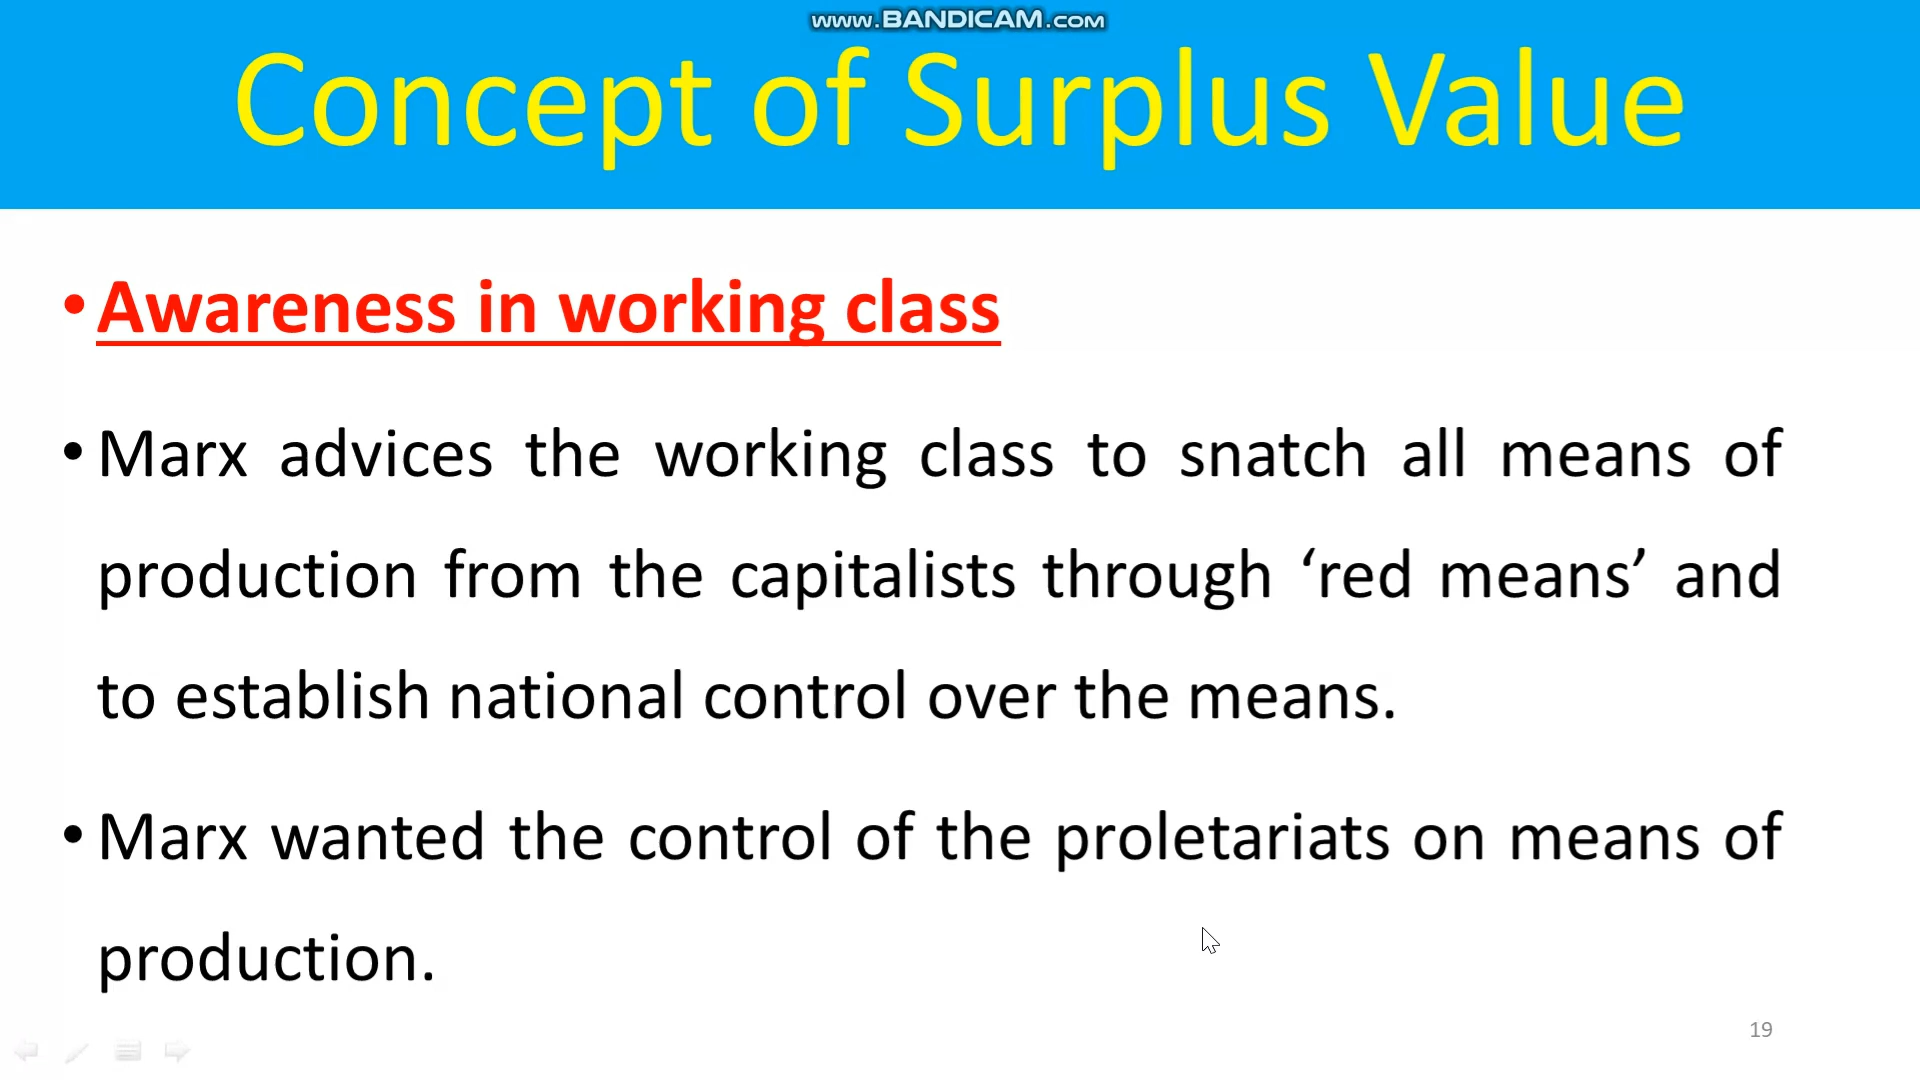 www.BANDICAM.com
Concept of Surplus Value
• Awareness in working class
• Marx advices the working class to snatch all means of
production from the capitalists through ‘red means’ and
to establish national control over the means.
• Marx wanted the control of the proletariats on means of
production.
19